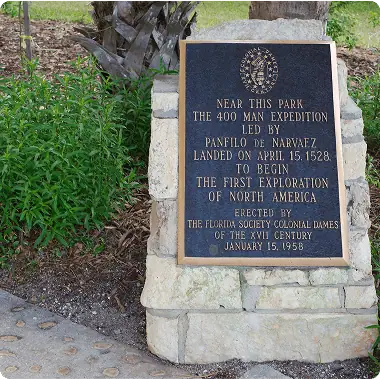 NEAR THIS PARK
THE 400 MAN EXPEDITION
LED BY
PANFILO DE NARVAEZ
LANDED ON APRIL 15, 1528
TO BEGIN
THE FIRST EXPLORATION
OF NORTH AMERICA
ERECTED BY
THE FLORIDA SOCIETY COLONIAL DAMES
OF THE XVII CENTURY
JANUARY 15, 1958